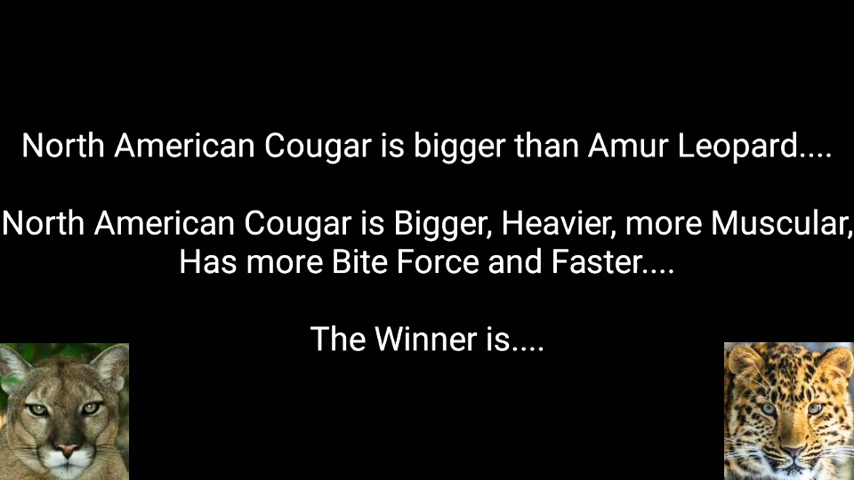 North American Cougar is bigger than Amur Leopard....
North American Cougar is Bigger, Heavier, more Muscular,
Has more Bite Force and Faster....
The Winner is....